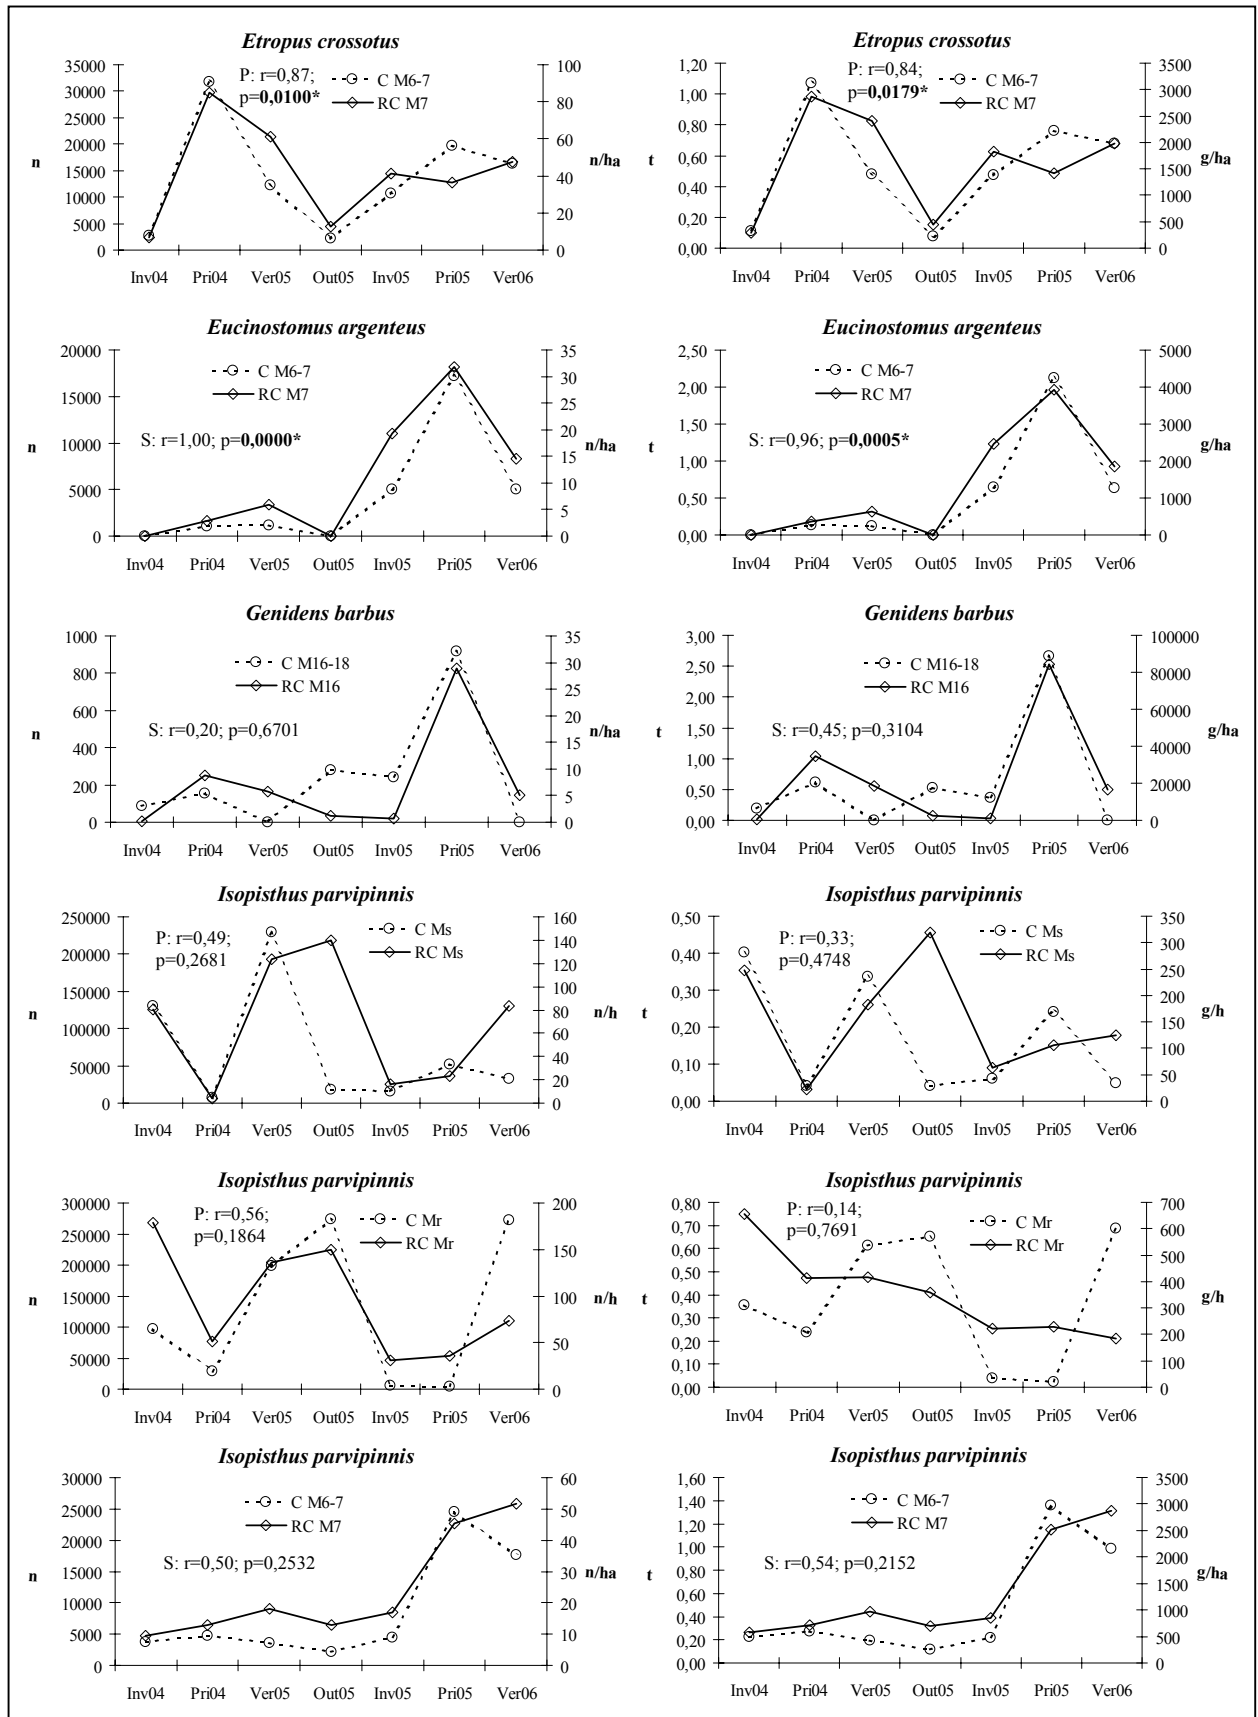 Etropus crossotus
P: r=0,87;
p=0,0100*
C M6-7
RC M7
35000
30000
25000
20000
15000
10000
5000
0
n
100
80
60
40
20
0
n/ha
Inv04 Pri04 Ver05 Out05 Inv05 Pri05 Ver06
Etropus crossotus
P: r=0,84;
p=0,0179*
C M6-7
RC M7
1,20
1,00
0,80
0,60
0,40
0,20
0,00
t
3500
3000
2500
2000
1500
1000
500
0
g/ha
Inv04 Pri04 Ver05 Out05 Inv05 Pri05 Ver06
Eucinostomus argenteus
C M6-7
RC M7
S: r=1,00; p=0,0000*
20000
15000
10000
5000
0
n
35
30
25
20
15
10
5
0
n/ha
Inv04 Pri04 Ver05 Out05 Inv05 Pri05 Ver06
Eucinostomus argenteus
C M6-7
RC M7
S: r=0,96; p=0,0005*
2,50
2,00
1,50
1,00
0,50
0,00
t
5000
4000
3000
2000
1000
0
g/ha
Inv04 Pri04 Ver05 Out05 Inv05 Pri05 Ver06
Genidens barbus
C M16-18
RC M16
S: r=0,20; p=0,6701
1000
800
600
400
200
0
n
35
30
25
20
15
10
5
0
n/ha
Inv04 Pri04 Ver05 Out05 Inv05 Pri05 Ver06
Genidens barbus
C M16-18
RC M16
S: r=0,45; p=0,3104
3,00
2,50
2,00
1,50
1,00
0,50
0,00
t
100000
80000
60000
40000
20000
0
g/ha
Inv04 Pri04 Ver05 Out05 Inv05 Pri05 Ver06
Isopisthus parvipinnis
P: r=0,49;
p=0,2681
C Ms
RC Ms
250000
200000
150000
100000
50000
0
n
160
140
120
100
80
60
40
20
0
n/h
Inv04 Pri04 Ver05 Out05 Inv05 Pri05 Ver06
Isopisthus parvipinnis
P: r=0,33;
p=0,4748
C Ms
RC Ms
0,50
0,40
0,30
0,20
0,10
0,00
t
350
300
250
200
150
100
50
0
g/h
Inv04 Pri04 Ver05 Out05 Inv05 Pri05 Ver06
Isopisthus parvipinnis
P: r=0,56;
p=0,1864
C Mr
RC Mr
300000
250000
200000
150000
100000
50000
0
n
200
150
100
50
0
n/h
Inv04 Pri04 Ver05 Out05 Inv05 Pri05 Ver06
Isopisthus parvipinnis
P: r=0,14;
p=0,7691
C Mr
RC Mr
0,80
0,70
0,60
0,50
0,40
0,30
0,20
0,10
0,00
t
700
600
500
400
300
200
100
0
g/h
Inv04 Pri04 Ver05 Out05 Inv05 Pri05 Ver06
Isopisthus parvipinnis
C M6-7
RC M7
S: r=0,50; p=0,2532
30000
25000
20000
15000
10000
5000
0
n
60
50
40
30
20
10
0
n/ha
Inv04 Pri04 Ver05 Out05 Inv05 Pri05 Ver06
Isopisthus parvipinnis
C M6-7
RC M7
S: r=0,54; p=0,2152
1,60
1,40
1,20
1,00
0,80
0,60
0,40
0,20
0,00
t
3500
3000
2500
2000
1500
1000
500
0
g/ha
Inv04 Pri04 Ver05 Out05 Inv05 Pri05 Ver06